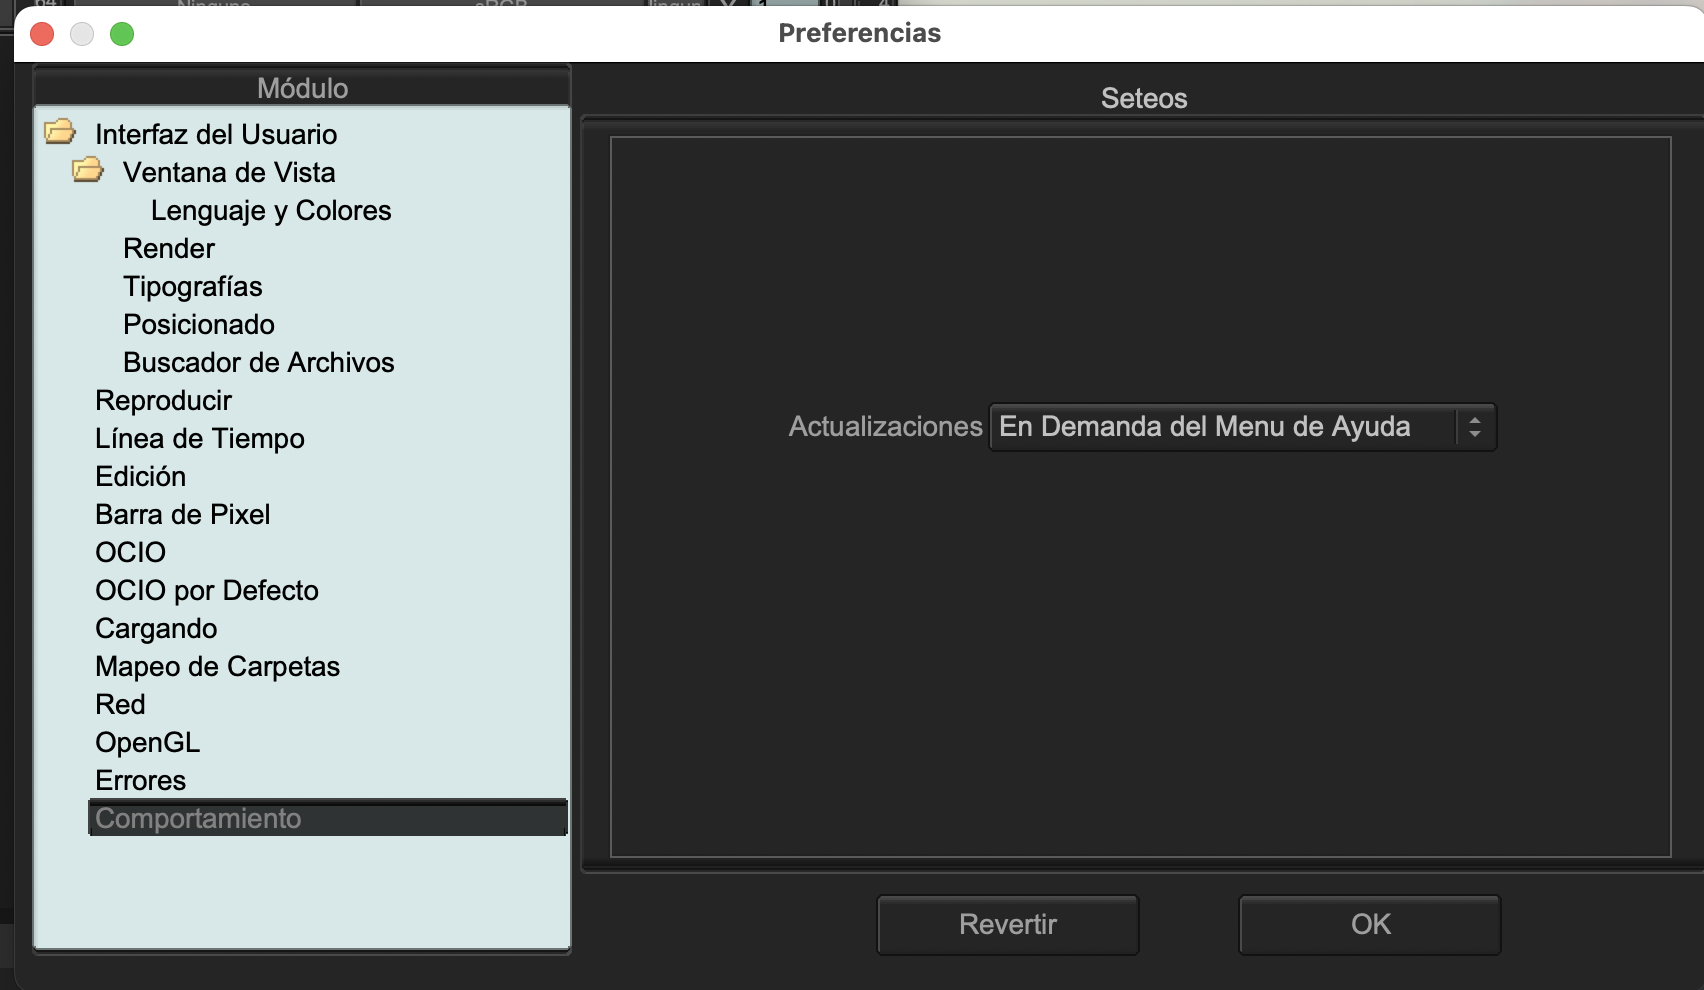 Preferencias
Módulo
Interfaz del Usuario
Ventana de Vista
Lenguaje y Colores
Render
Tipografías
Posicionado
Buscador de Archivos
Reproducir
Línea de Tiempo
Edición
Barra de Pixel
OCIO
OCIO por Defecto
Cargando
Mapeo de Carpetas
Red
OpenGL
Errores
Comportamiento
Seteos
Actualizaciones En Demanda del Menu de Ayuda
Revertir OK